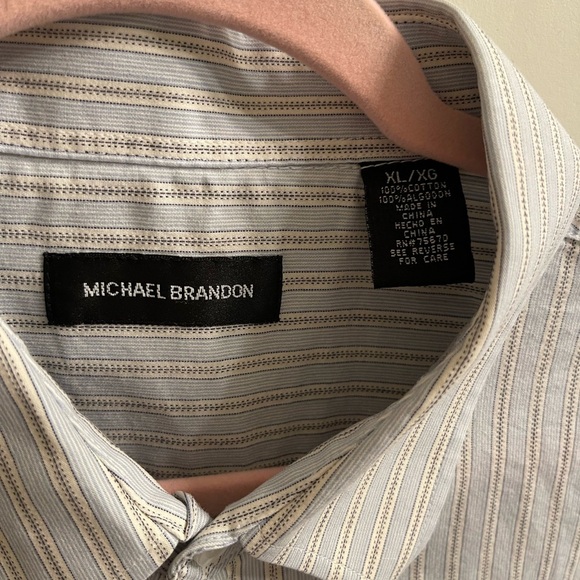 MICHAEL BRANDON
XL/XG
100%COTTON
100%ALGODON
MADE IN
CHINA
HECHO EN
CHINA
RN#75670
SEE REVERSE
FOR CARE